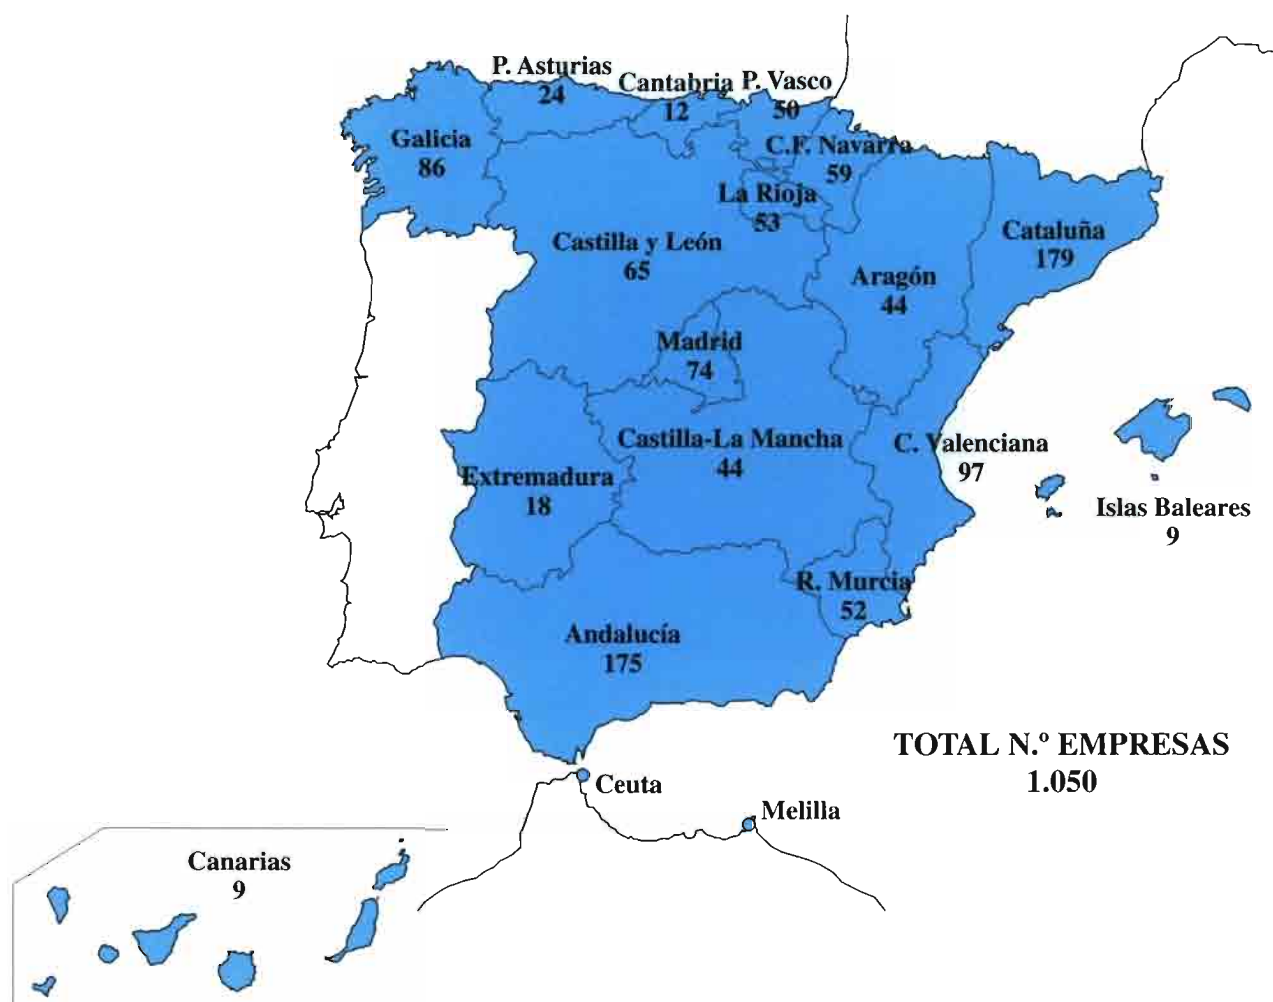 P. Asturias
24
Cantabria
12
P. Vasco
50
Galicia
86
C.F. Navarra
59
La Rioja
53
Castilla y León
65
Cataluña
179
Aragón
44
Madrid
74
Castilla-La Mancha
44
C. Valenciana
97
Extremadura
18
Islas Baleares
9
R. Murcia
52
Andalucía
175
TOTAL N.º EMPRESAS
1.050
Ceuta
Melilla
Canarias
9